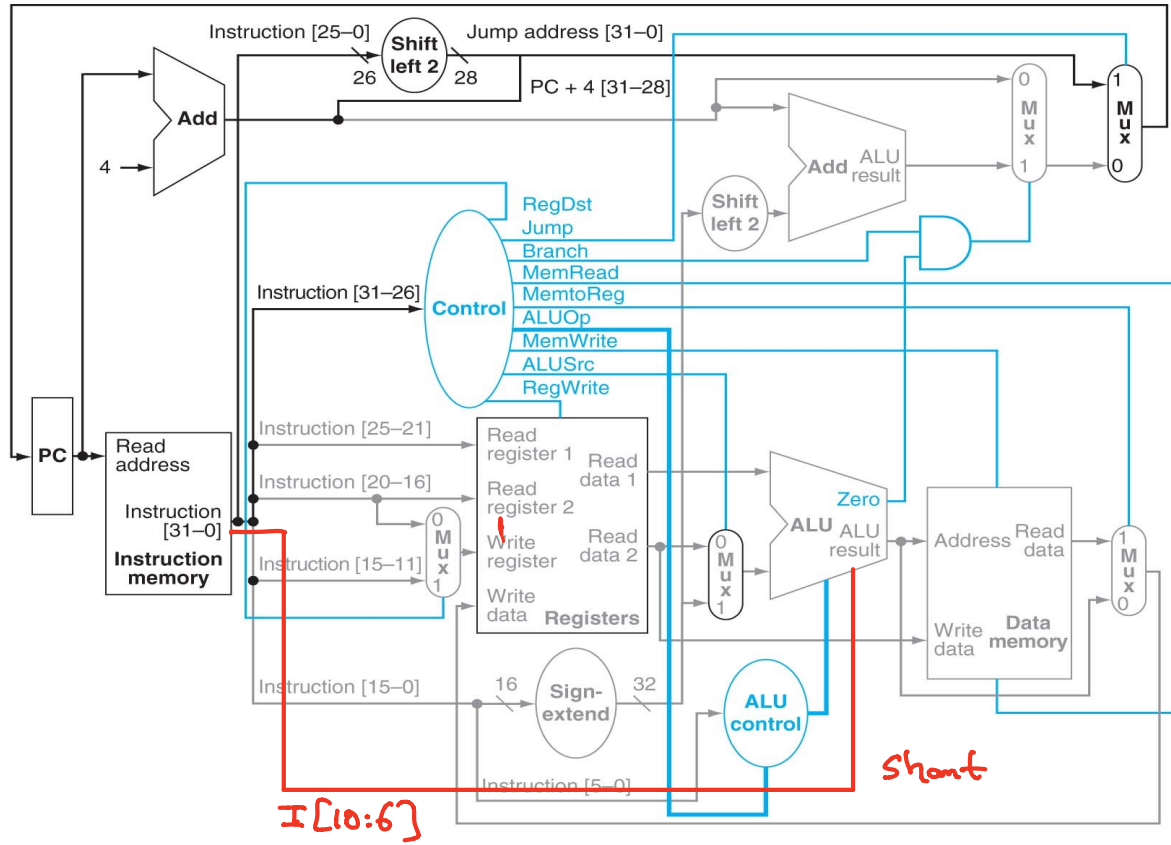 Instruction [25–0]
Shift
left 2
Jump address [31–0]
26
28
PC + 4 [31–28]
Add
4
0
M
u
x
1
1
M
u
x
0
Add
ALU
result
Shift
left 2
RegDst
Jump
Branch
MemRead
MemtoReg
ALUOp
MemWrite
ALUSrc
RegWrite
Instruction [31–26]
Control
PC
Read
address
Instruction
[31–0]
Instruction
memory
Instruction [25–21]
Instruction [20–16]
Instruction [15–11]
0
M
u
x
1
Read
register 1
Read
register 2
Write
register
Write
data
Read
data 1
Read
data 2
Registers
0
M
u
x
1
Zero
ALU
ALU
result
Address
Read
data
Write
data
Data
memory
1
M
u
x
0
Instruction [15–0]
16
Sign-
extend
32
ALU
control
Instruction [5–0]
I[10:6]
shamt